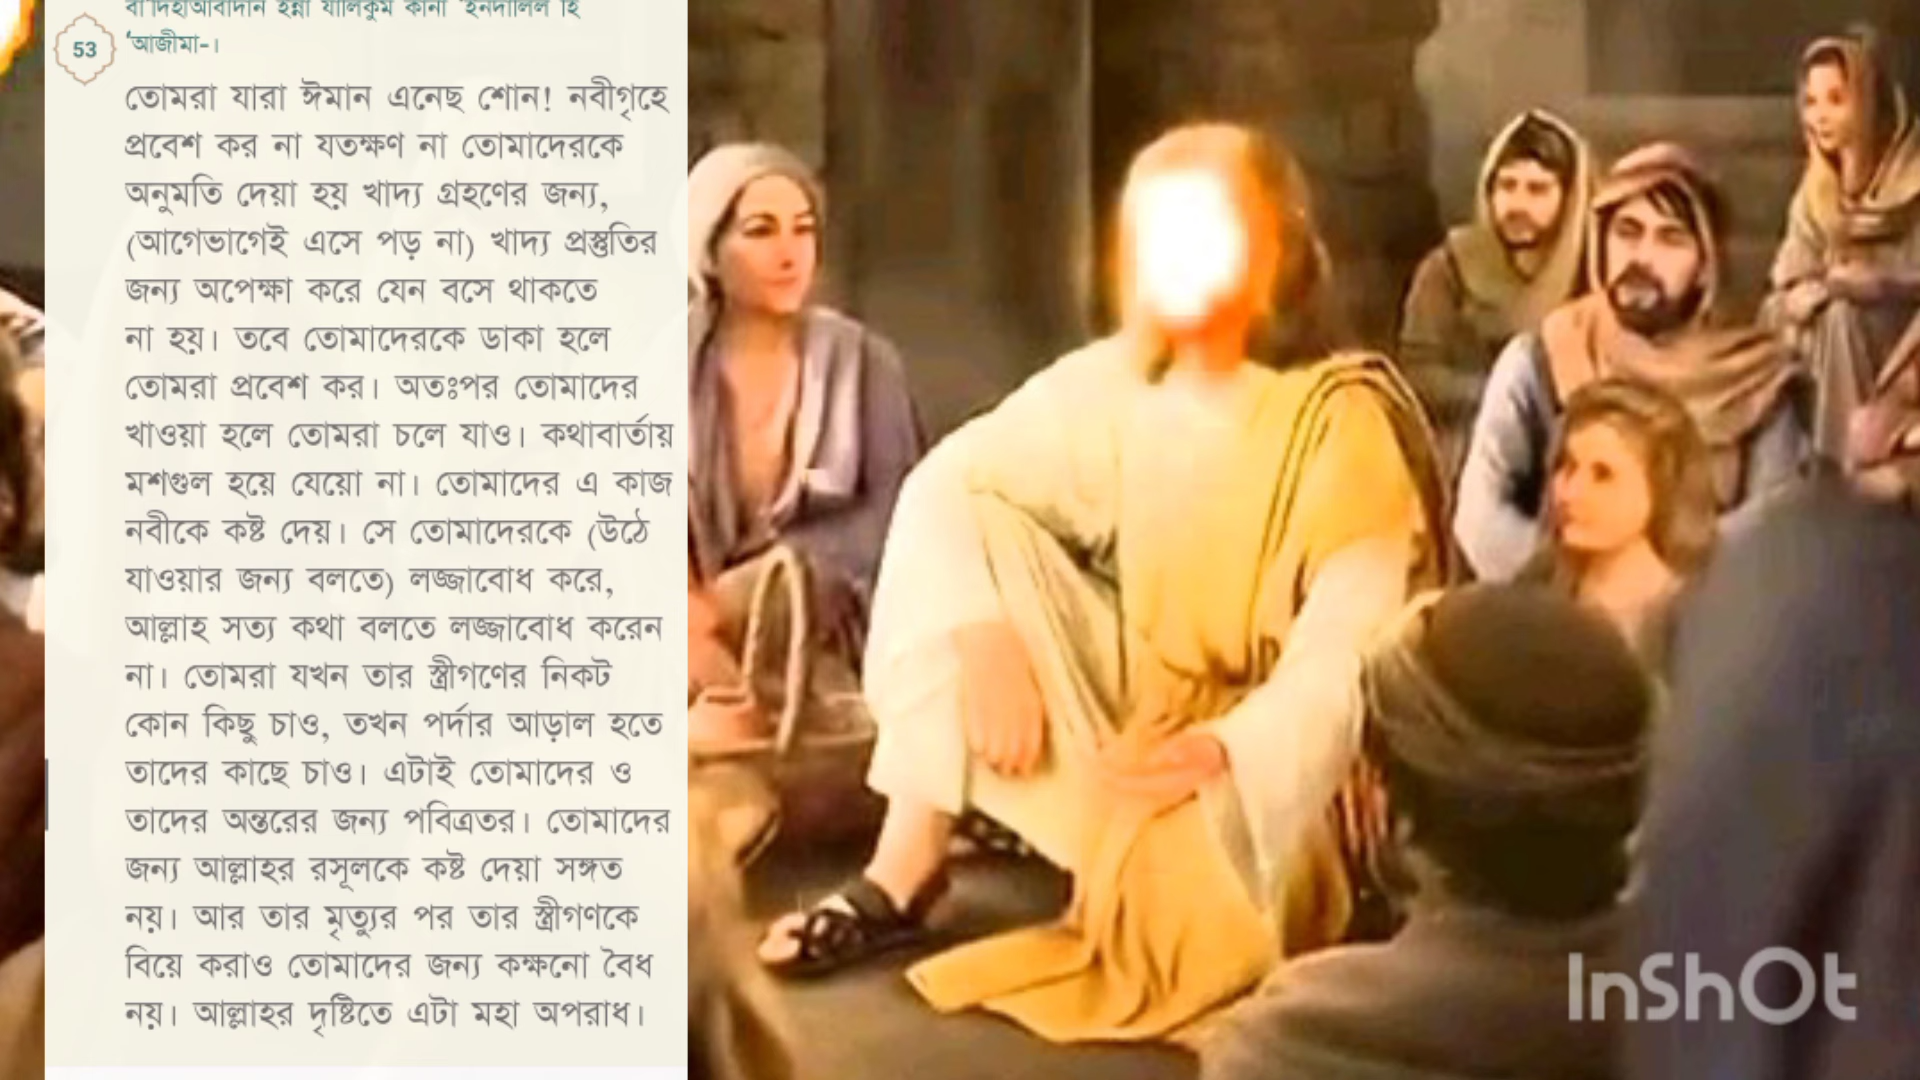 বা'দিহীআবাদান ইন্না যালিকুম কানা 'ইনদাল্লা হি
53
'আজীমা-।
তোমরা যারা ঈমান এনেছ শোন! নবীগৃহে
প্রবেশ কর না যতক্ষণ না তোমাদেরকে
অনুমতি দেয়া হয় খাদ্য গ্রহণের জন্য,
(আগেভাগেই এসে পড় না) খাদ্য প্রস্তুতির
জন্য অপেক্ষা করে যেন বসে থাকতে
না হয়। তবে তোমাদেরকে ডাকা হলে
তোমরা প্রবেশ কর। অতঃপর তোমাদের
খাওয়া হলে তোমরা চলে যাও। কথাবার্তায়
মশগুল হয়ে যেয়ো না। তোমাদের এ কাজ
নবীকে কষ্ট দেয়। সে তোমাদেরকে (উঠে
যাওয়ার জন্য বলতে) লজ্জাবোধ করে,
আল্লাহ সত্য কথা বলতে লজ্জাবোধ করেন
না। তোমরা যখন তার স্ত্রীগণের নিকট
কোন কিছু চাও, তখন পর্দার আড়াল হতে
তাদের কাছে চাও। এটাই তোমাদের ও
তাদের অন্তরের জন্য পবিত্রতর। তোমাদের
জন্য আল্লাহর রসূলকে কষ্ট দেয়া সঙ্গত
নয়। আর তার মৃত্যুর পর তার স্ত্রীগণকে
বিয়ে করাও তোমাদের জন্য কক্ষনো বৈধ
নয়। আল্লাহর দৃষ্টিতে এটা মহা অপরাধ।
InShOt